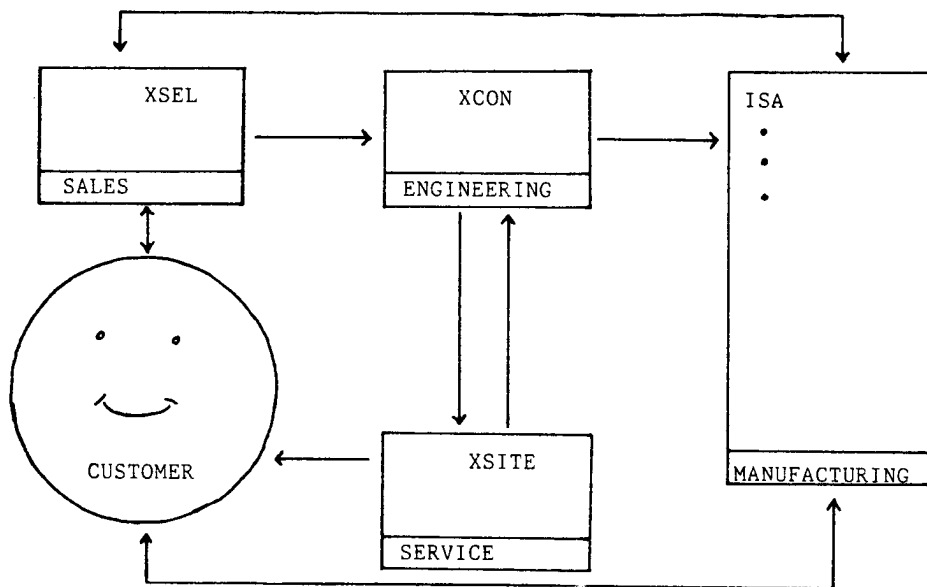 XSEL
SALES
XCON
ENGINEERING
ISA
MANUFACTURING
CUSTOMER
XSITE
SERVICE